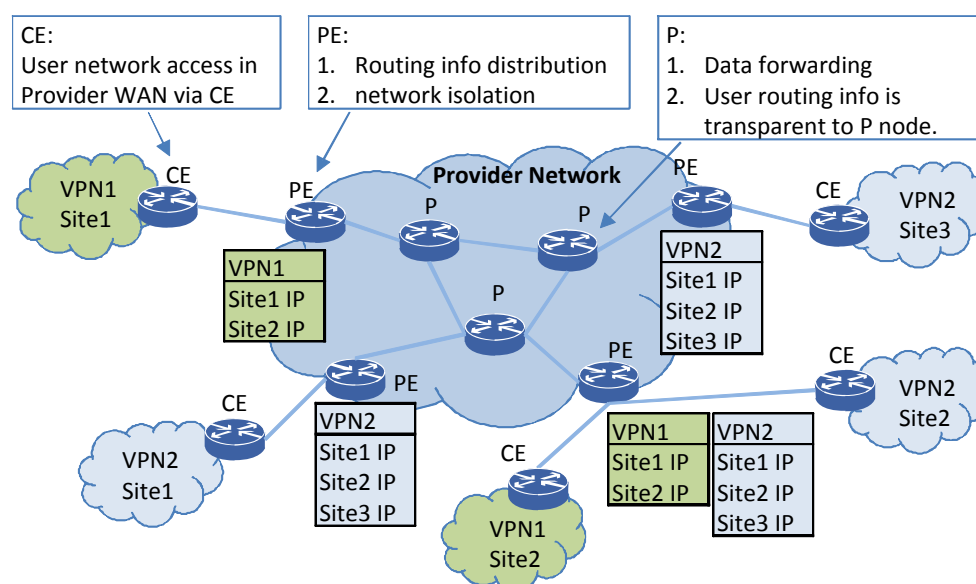 CE:
User network access in
Provider WAN via CE
PE:
1. Routing info distribution
2. network isolation
P:
1. Data forwarding
2. User routing info is
transparent to P node.
Provider Network
VPN1
Site1
CE
PE
P
P
PE
CE
VPN2
Site3
VPN1
Site1 IP
Site2 IP
VPN2
Site1 IP
Site2 IP
Site3 IP
P
PE
PE
CE
VPN2
Site2
CE
VPN2
Site1
VPN2
Site1 IP
Site2 IP
Site3 IP
CE
VPN1
Site2
VPN1
Site1 IP
Site2 IP
VPN2
Site1 IP
Site2 IP
Site3 IP